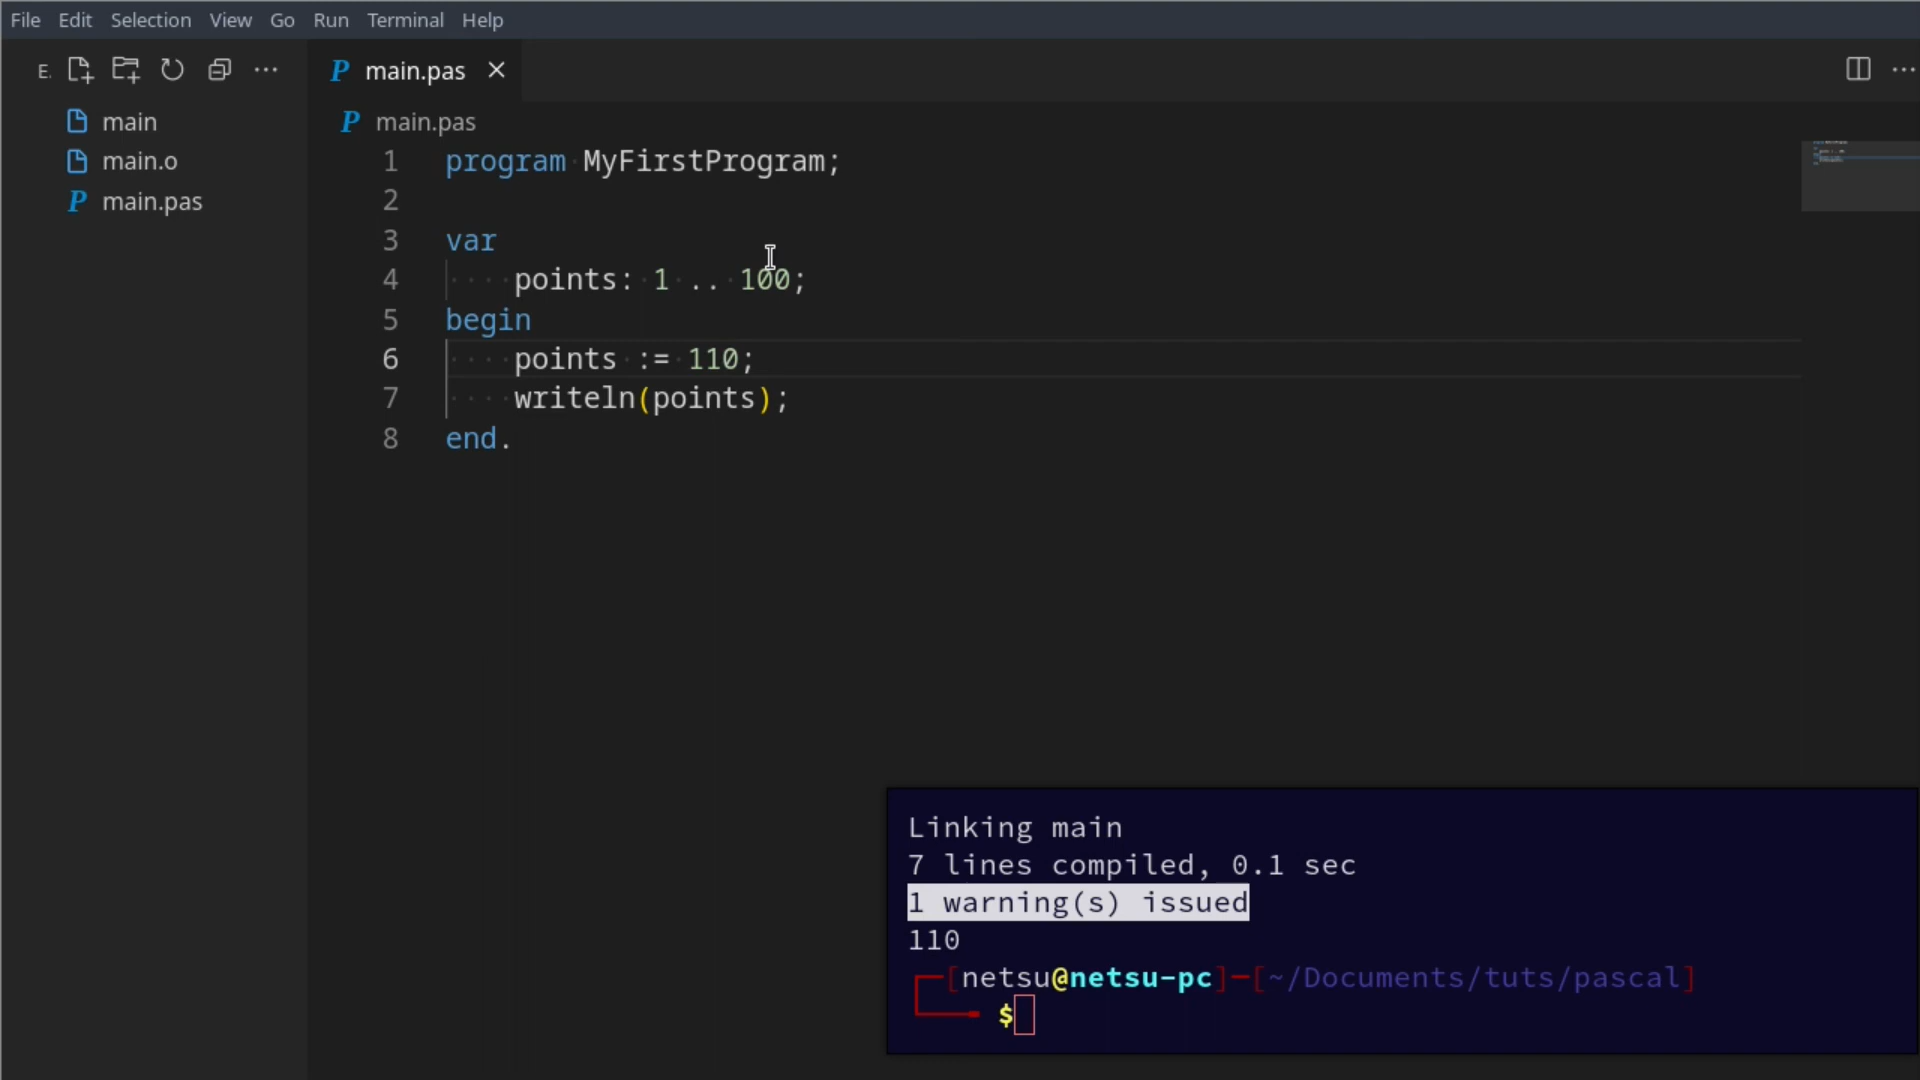 File Edit Selection View Go Run Terminal Help
E. ...
main
main.o
P main.pas
P main.pas ×
P main.pas
1 program MyFirstProgram;
2
3 var
4 points: 1 .. 100;
5 begin
6 points := 110;
7 writeln(points);
8 end.
Linking main
7 lines compiled, 0.1 sec
1 warning(s) issued
110
[netsu@netsu-pc]-[~/Documents/tuts/pascal]
$